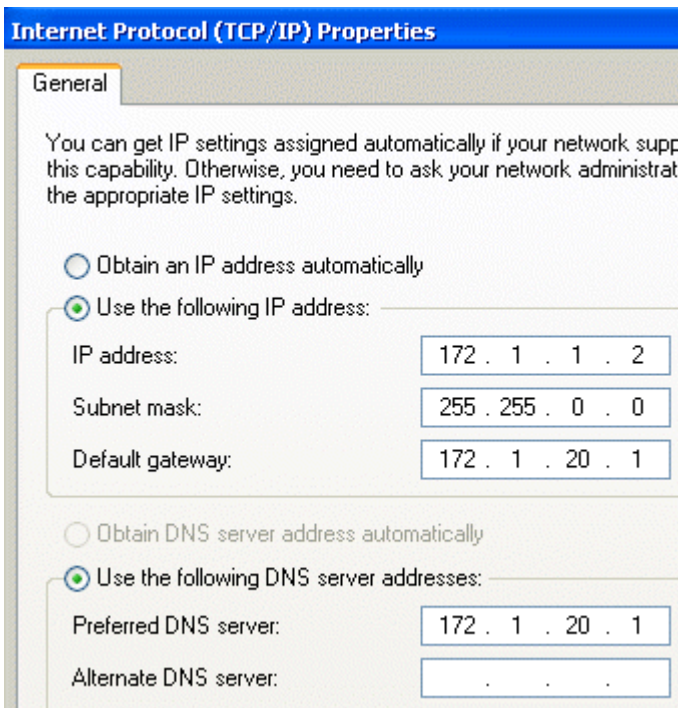 Internet Protocol (TCP/IP) Properties
General
You can get IP settings assigned automatically if your network supp
this capability. Otherwise, you need to ask your network administrat
the appropriate IP settings.
Obtain an IP address automatically
Use the following IP address:
IP address: 172 . 1 . 1 . 2
Subnet mask: 255 . 255 . 0 . 0
Default gateway: 172 . 1 . 20 . 1
Obtain DNS server address automatically
Use the following DNS server addresses:
Preferred DNS server: 172 . 1 . 20 . 1
Alternate DNS server: . . .